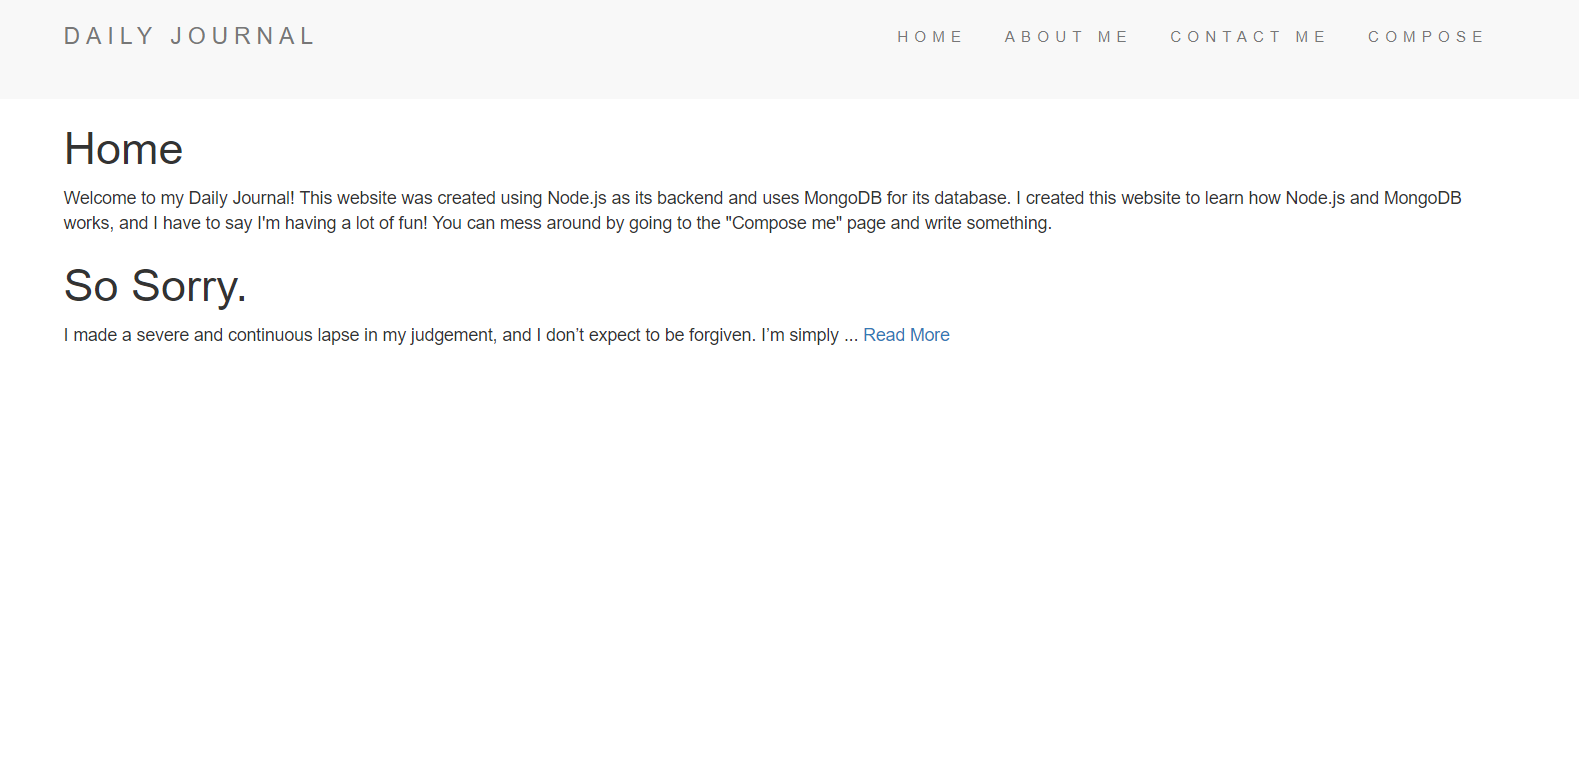 DAILY JOURNAL
HOME ABOUT ME CONTACT ME COMPOSE
Home
Welcome to my Daily Journal! This website was created using Node.js as its backend and uses MongoDB for its database. I created this website to learn how Node.js and MongoDB
works, and I have to say I'm having a lot of fun! You can mess around by going to the "Compose me" page and write something.
So Sorry.
I made a severe and continuous lapse in my judgement, and I don’t expect to be forgiven. I’m simply ... Read More